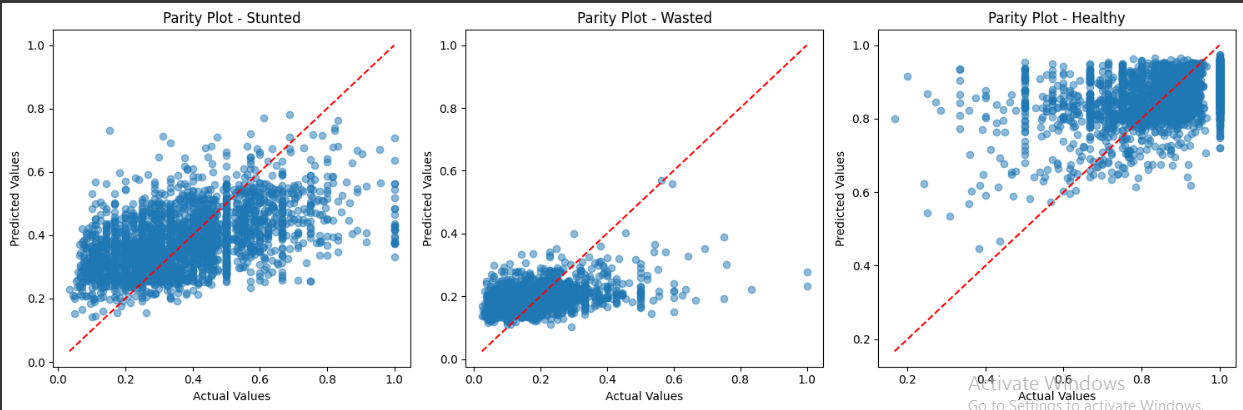 Parity Plot - Stunted
1.0
0.8
0.6
0.4
0.2
0.0
Predicted Values
0.0 0.2 0.4 0.6 0.8 1.0
Actual Values
Parity Plot - Wasted
1.0
0.8
0.6
0.4
0.2
0.0
Predicted Values
0.0 0.2 0.4 0.6 0.8 1.0
Actual Values
Parity Plot - Healthy
1.0
0.8
0.6
0.4
0.2
Predicted Values
0.2 0.4 0.6 0.8 1.0
Actual Values
Activate Windows
Go to Settings to activate Windows.